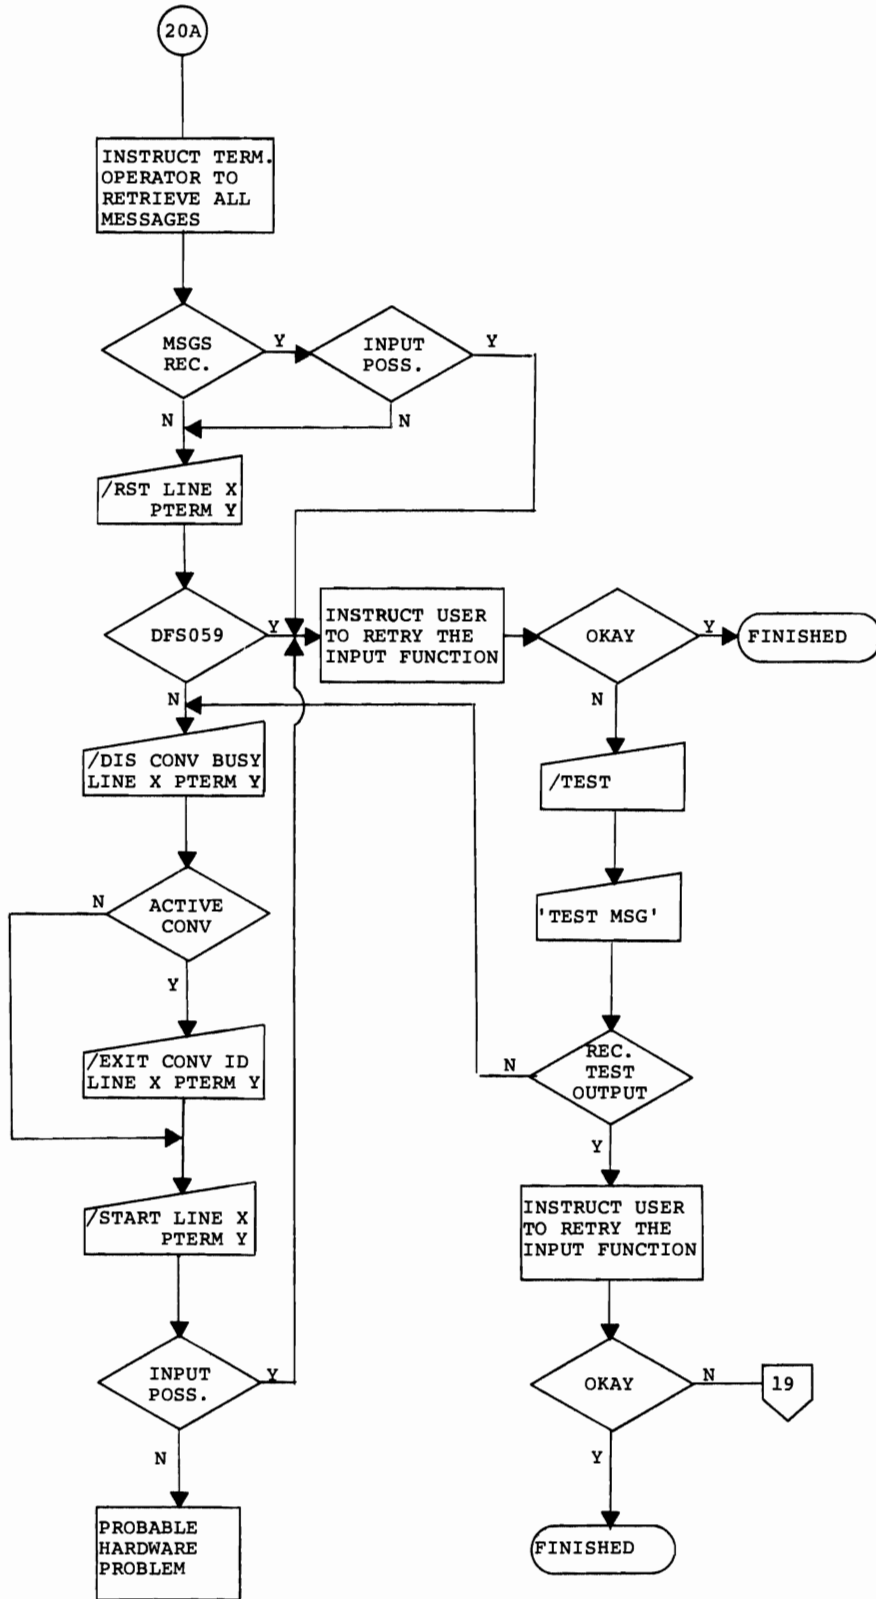 20A
INSTRUCT TERM.
OPERATOR TO
RETRIEVE ALL
MESSAGES
MSGS
REC.
Y
INPUT
POSS.
Y
N
N
/RST LINE X
PTERM Y
DFS059
Y
INSTRUCT USER
TO RETRY THE
INPUT FUNCTION
OKAY
Y
FINISHED
N
N
/DIS CONV BUSY
LINE X PTERM Y
/TEST
ACTIVE
CONV
N
Y
'TEST MSG'
/EXIT CONV ID
LINE X PTERM Y
REC.
TEST
OUTPUT
N
Y
/START LINE X
PTERM Y
INSTRUCT USER
TO RETRY THE
INPUT FUNCTION
INPUT
POSS.
Y
N
OKAY
N
19
Y
PROBABLE
HARDWARE
PROBLEM
FINISHED